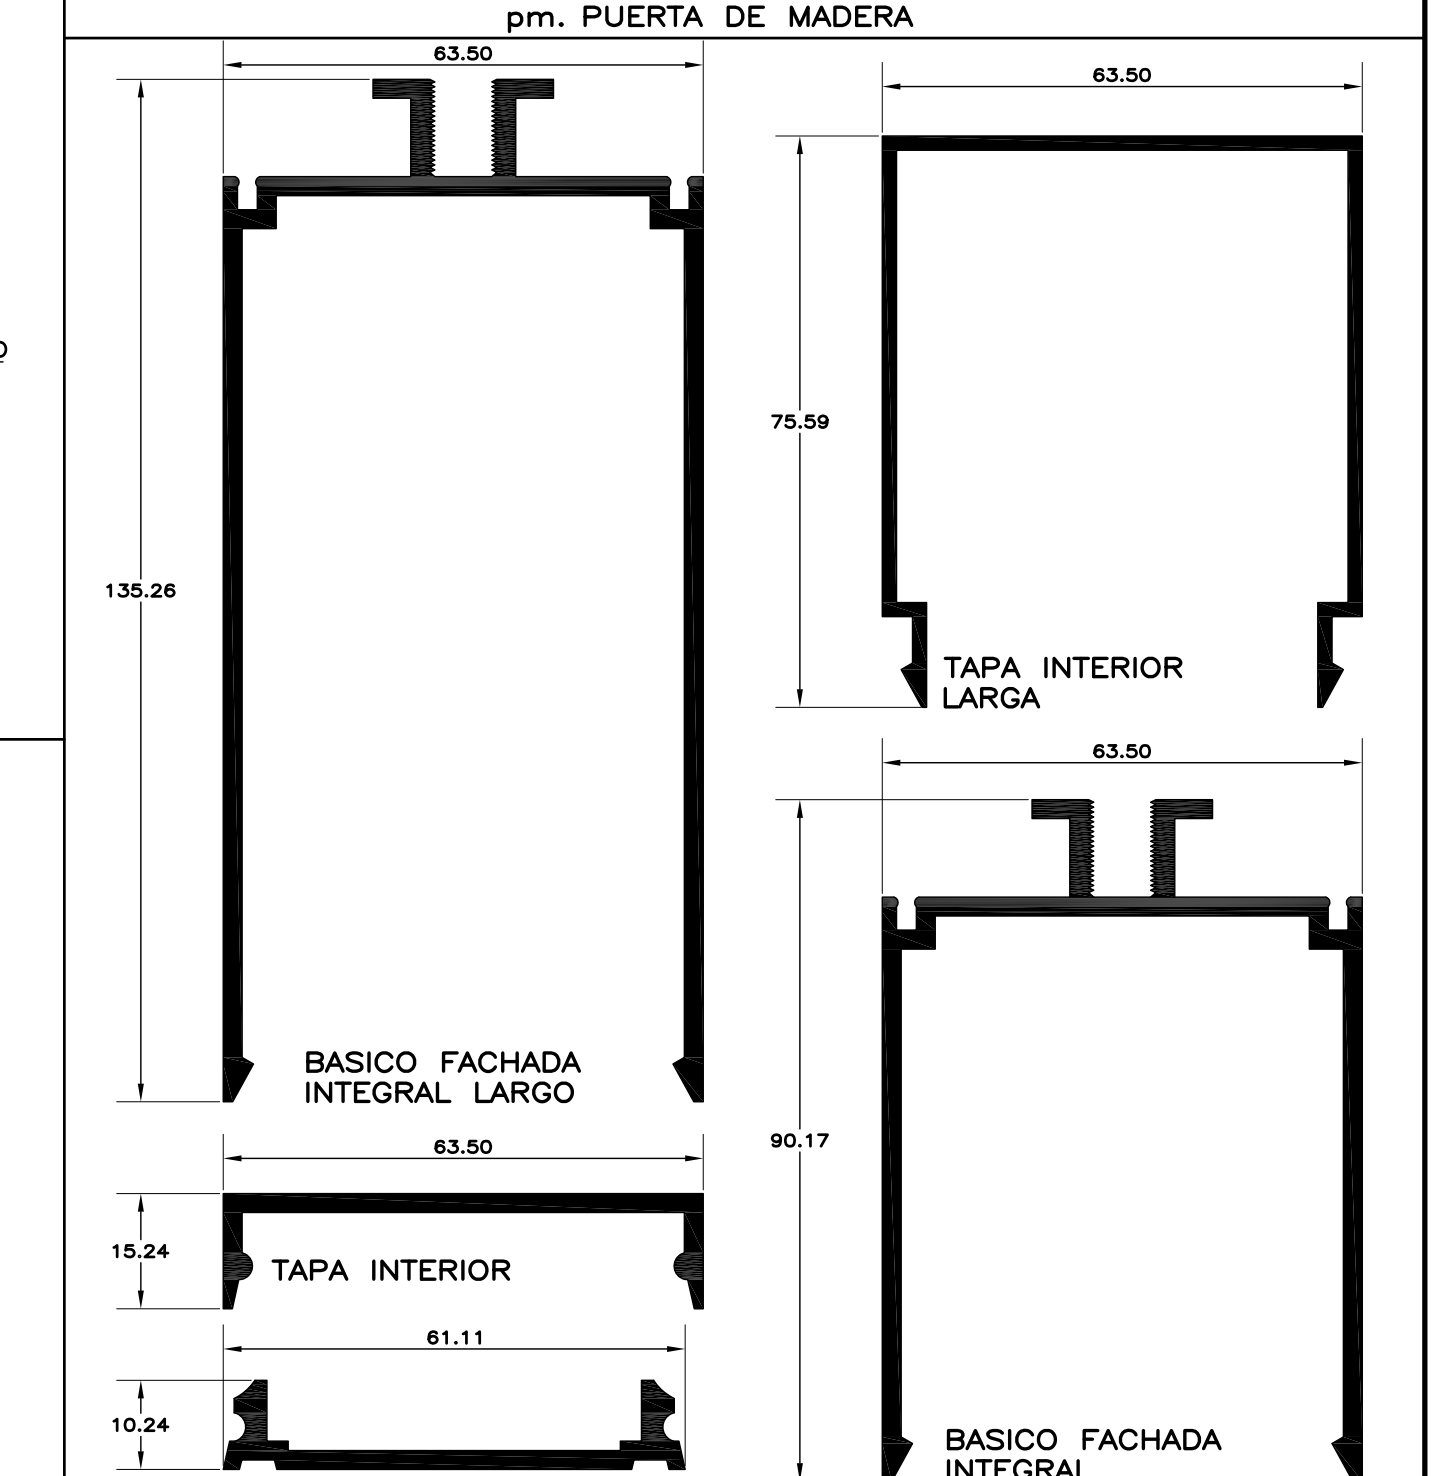 pm. PUERTA DE MADERA
63.50
135.26
BASICO FACHADA
INTEGRAL LARGO
63.50
75.59
TAPA INTERIOR
LARGA
63.50
15.24
TAPA INTERIOR
61.11
10.24
63.50
90.17
BASICO FACHADA
INTEGRAL